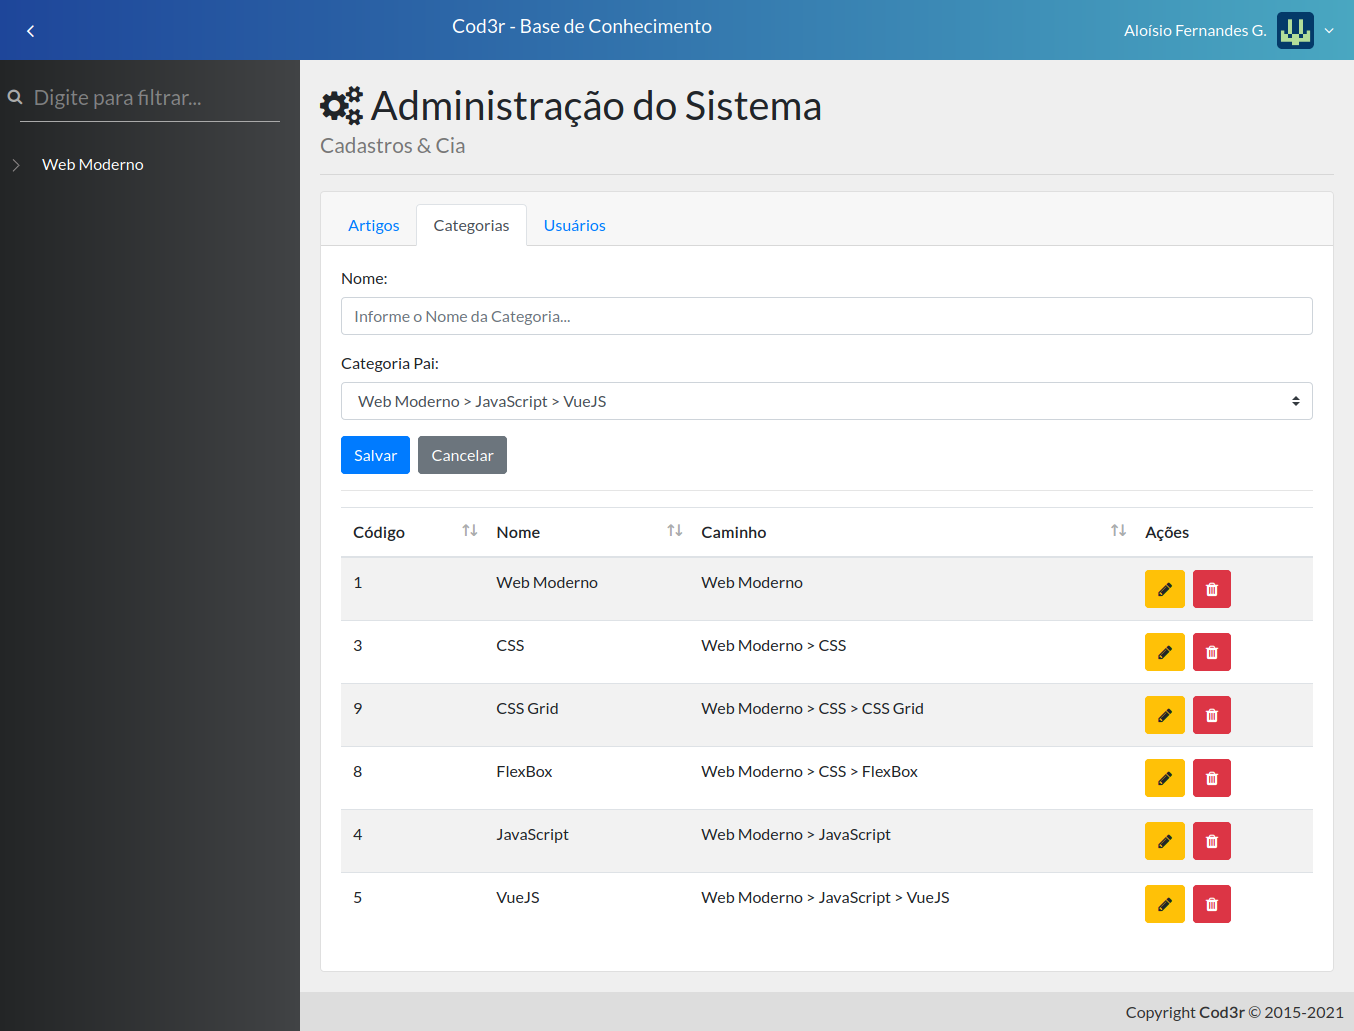 Cod3r - Base de Conhecimento
Aloísio Fernandes G.
Digite para filtrar...
Web Moderno
Administração do Sistema
Cadastros & Cia
Artigos Categorias Usuários
Nome:
Informe o Nome da Categoria...
Categoria Pai:
Web Moderno > JavaScript > VueJS
Salvar Cancelar
Código Nome Caminho Ações
1 Web Moderno Web Moderno
3 CSS Web Moderno > CSS
9 CSS Grid Web Moderno > CSS > CSS Grid
8 FlexBox Web Moderno > CSS > FlexBox
4 JavaScript Web Moderno > JavaScript
5 VueJS Web Moderno > JavaScript > VueJS
Copyright Cod3r © 2015-2021